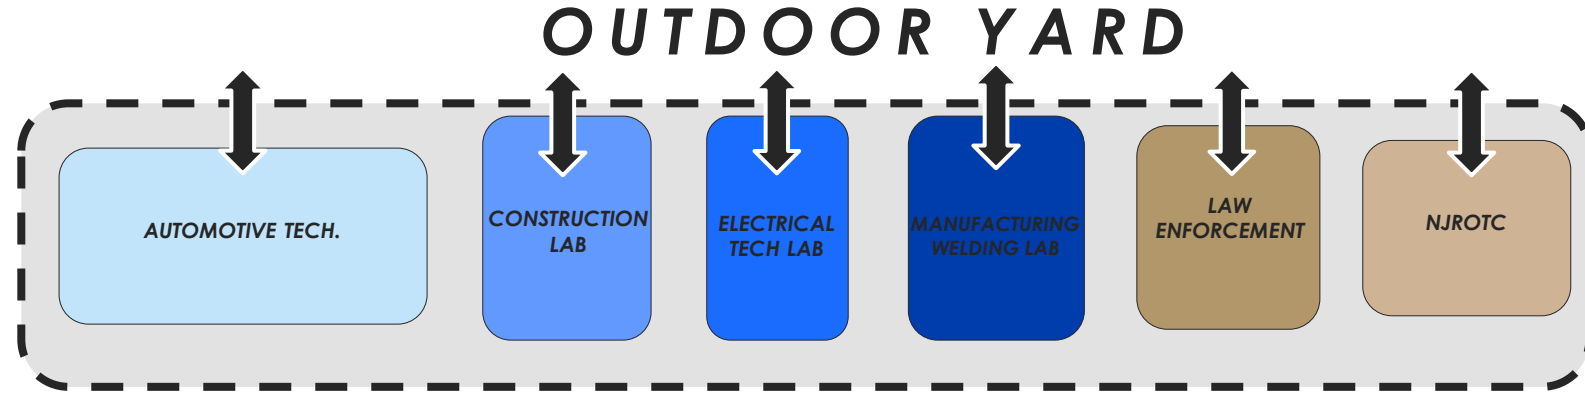 OUTDOOR YARD
AUTOMOTIVE TECH.
CONSTRUCTION
LAB
ELECTRICAL
TECH LAB
MANUFACTURING
WELDING LAB
LAW
ENFORCEMENT
NJROTC